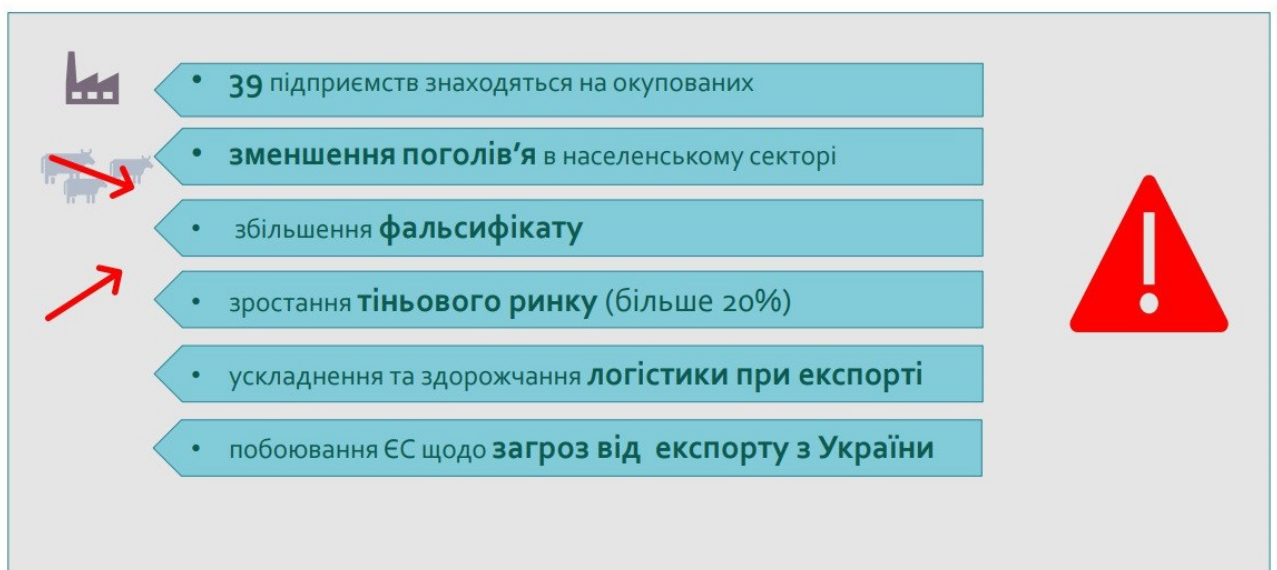 • 39 підприємств знаходяться на окупованих
• зменшення поголів’я в населенському секторі
• збільшення фальсифікату
• зростання тіньового ринку (більше 20%)
• ускладнення та здорожчання логістики при експорті
• побоювання ЄС щодо загроз від експорту з України